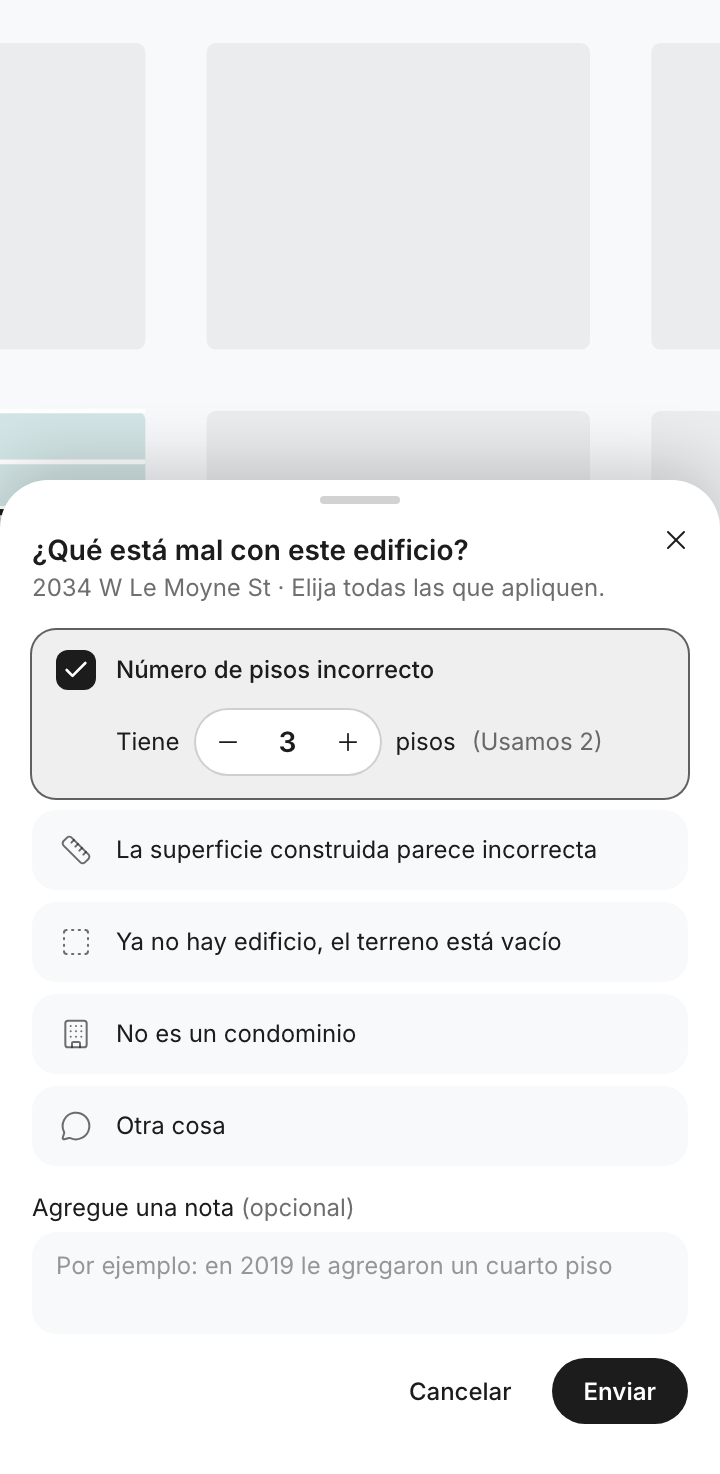 ¿Qué está mal con este edificio?
2034 W Le Moyne St · Elija todas las que apliquen.
Número de pisos incorrecto
Tiene − 3 + pisos (Usamos 2)
La superficie construida parece incorrecta
Ya no hay edificio, el terreno está vacío
No es un condominio
Otra cosa
Agregue una nota (opcional)
Por ejemplo: en 2019 le agregaron un cuarto piso
Cancelar Enviar